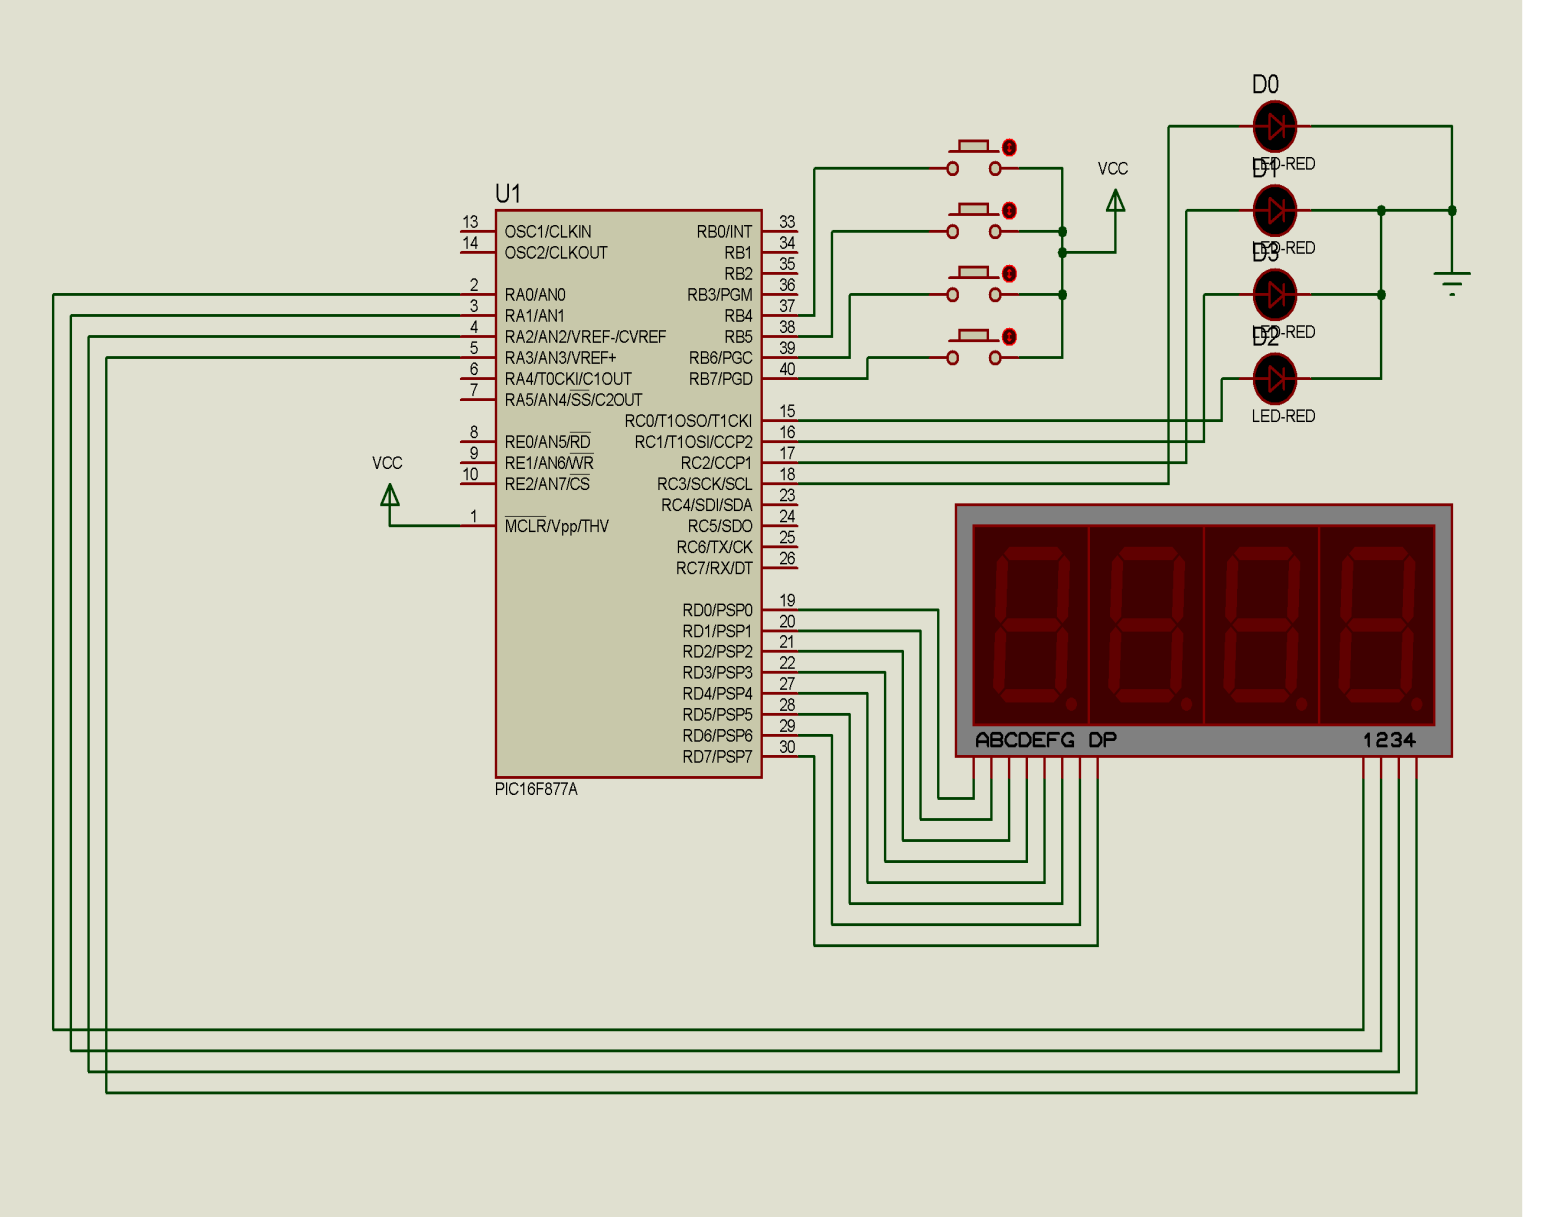 D0
LED-RED
D1
LED-RED
D3
LED-RED
D2
LED-RED
VCC
U1
13 OSC1/CLKIN
14 OSC2/CLKOUT
2 RA0/AN0
3 RA1/AN1
4 RA2/AN2/VREF-/CVREF
5 RA3/AN3/VREF+
6 RA4/T0CKI/C1OUT
7 RA5/AN4/SS/C2OUT
8 RE0/AN5/RD
9 RE1/AN6/WR
10 RE2/AN7/CS
VCC
1 MCLR/Vpp/THV
RB0/INT 33
RB1 34
RB2 35
RB3/PGM 36
RB4 37
RB5 38
RB6/PGC 39
RB7/PGD 40
RC0/T1OSO/T1CKI 15
RC1/T1OSI/CCP2 16
RC2/CCP1 17
RC3/SCK/SCL 18
RC4/SDI/SDA 23
RC5/SDO 24
RC6/TX/CK 25
RC7/RX/DT 26
RD0/PSP0 19
RD1/PSP1 20
RD2/PSP2 21
RD3/PSP3 22
RD4/PSP4 27
RD5/PSP5 28
RD6/PSP6 29
RD7/PSP7 30
PIC16F877A
ABCDEFG DP 1234